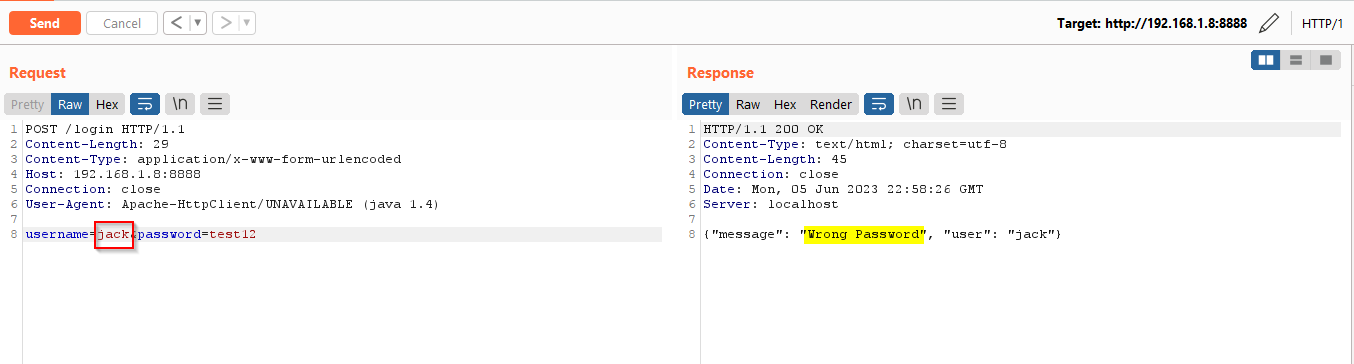 Send Cancel < > Target: http://192.168.1.8:8888 HTTP/1
Request
Pretty Raw Hex \n
1 POST /login HTTP/1.1
2 Content-Length: 29
3 Content-Type: application/x-www-form-urlencoded
4 Host: 192.168.1.8:8888
5 Connection: close
6 User-Agent: Apache-HttpClient/UNAVAILABLE (java 1.4)
7
8 username=jack&password=test12
Response
Pretty Raw Hex Render \n
1 HTTP/1.1 200 OK
2 Content-Type: text/html; charset=utf-8
3 Content-Length: 45
4 Connection: close
5 Date: Mon, 05 Jun 2023 22:58:26 GMT
6 Server: localhost
7
8 {"message": "Wrong Password", "user": "jack"}